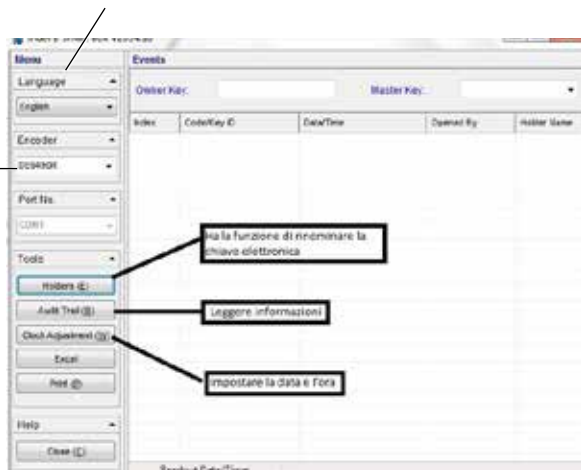 Menu
Events
Language
English
Owner Key:
Master Key:
Index
Code/Key ID
Date/Time
Opened By
Holder Name
Encoder
Port No.
COM1
Tools
Ha la funzione di rinominare la
chiave elettronica
Holders (E)
Audit Trail (R)
Leggere informazioni
Clock Adjustment (W)
Excel
Print (P)
impostare la data e l'ora
Help
Close (C)